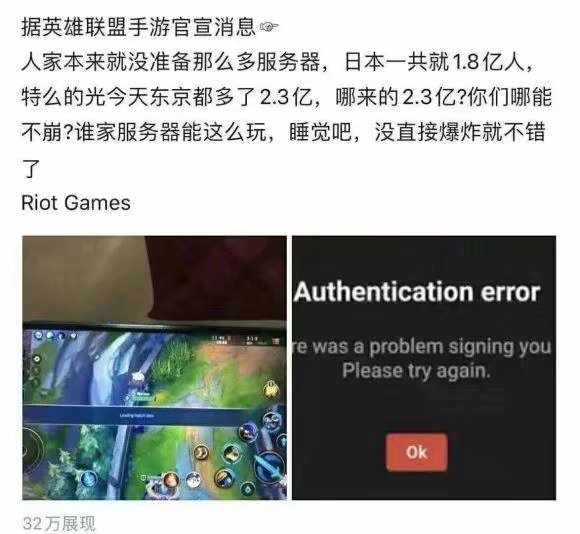 据英雄联盟手游官宣消息👉
人家本来就没准备那么多服务器，日本一共就1.8亿人，
特么的光今天东京都多了2.3亿，哪来的2.3亿?你们哪能
不崩?谁家服务器能这么玩，睡觉吧，没直接爆炸就不错
了
Riot Games
Authentication error
re was a problem signing you
Please try again.
Ok
32万展现